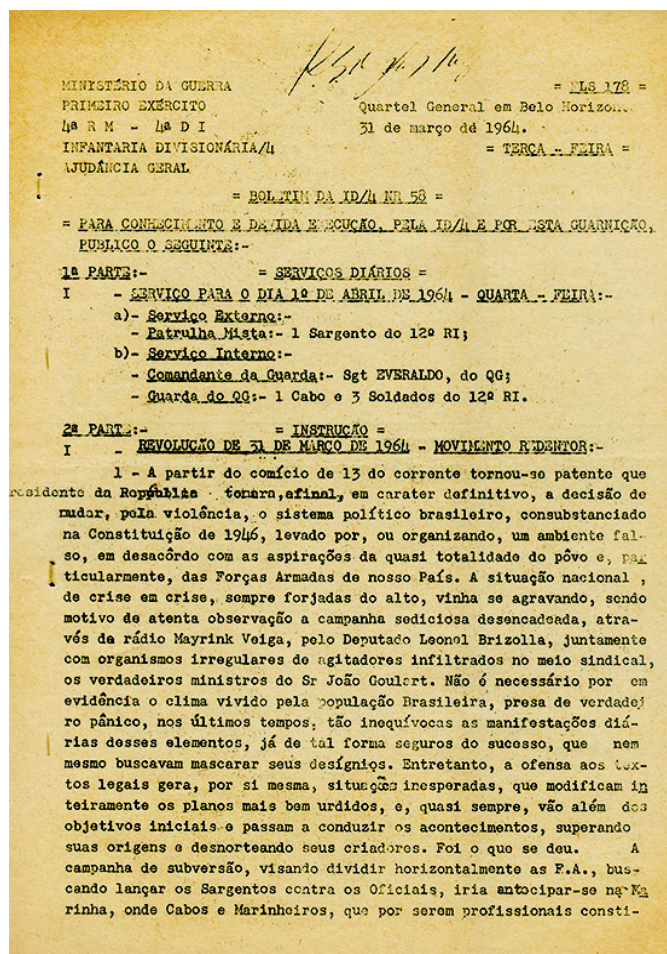 MINISTÉRIO DA GUERRA
= FLS 178 =
PRIMEIRO EXÉRCITO
Quartel General em Belo
4ª R M - 4ª D I
31 de março dé 1964.
INFANTARIA DIVISIONÁRIA/4
= TERÇA - FEIRA =
AJUDÂNCIA GERAL
= BOLETIM DA ID/4 NR 58 =
= PARA CONHECIMENTO E DEVIDA EXECUÇÃO, PELA ID/4 E POR ESTA GUARNIÇÃO,
PUBLICO O SEGUINTE:-
1ª PARTE:- = SERVIÇOS DIÁRIOS =
I - SERVIÇO PARA O DIA 1º DE ABRIL DE 1964 - QUARTA - FEIRA:-
a)- Serviço Externo:-
- Patrulha Mista:- 1 Sargento do 12º RI;
b)- Serviço Interno:-
- Comandante da Guarda:- Sgt EVERALDO, do QG;
- Guarda do QG:- 1 Cabo e 3 Soldados do 12º RI.
2ª PARTE:- = INSTRUÇÃO =
I - REVOLUÇÃO DE 31 DE MARÇO DE 1964 - MOVIMENTO REDENTOR:-
1 - A partir do comício de 13 do corrente tornou-se patente que
residente da República tomara,afinal, em carater definitivo, a decisão de
mudar, pela violência, o sistema político brasileiro, consubstanciado
na Constituição de 1946, levado por, ou organizando, um ambiente fal-
so, em desacôrdo com as aspirações da quasi totalidade do pôvo e, par
ticularmente, das Forças Armadas de nosso País. A situação nacional ,
de crise em crise, sempre forjadas do alto, vinha se agravando, sendo
motivo de atenta observação a campanha sediciosa desencadeada, atra-
vés da rádio Mayrink Veiga, pelo Deputado Leonel Brizolla, juntamente
com organismos irregulares de agitadores infiltrados no meio sindical,
os verdadeiros ministros do Sr João Goulart. Não é necessário por em
evidência o clima vivido pela população Brasileira, presa de verdadei
ro pânico, nos últimos tempos, tão inequívocas as manifestações diá-
rias desses elementos, já de tal forma seguros do sucesso, que nem
mesmo buscavam mascarar seus desígnios. Entretanto, a ofensa aos tex-
tos legais gera, por si mesma, situações inesperadas, que modificam in
teiramente os planos mais bem urdidos, e, quasi sempre, vão além dos
objetivos iniciais e passam a conduzir os acontecimentos, superando
suas origens e desnorteando seus criadores. Foi o que se deu. A
campanha de subversão, visando dividir horizontalmente as F.A., bus-
cando lançar os Sargentos contra os Oficiais, iria antecipar-se na Ma
rinha, onde Cabos e Marinheiros, que por serem profissionais consti-